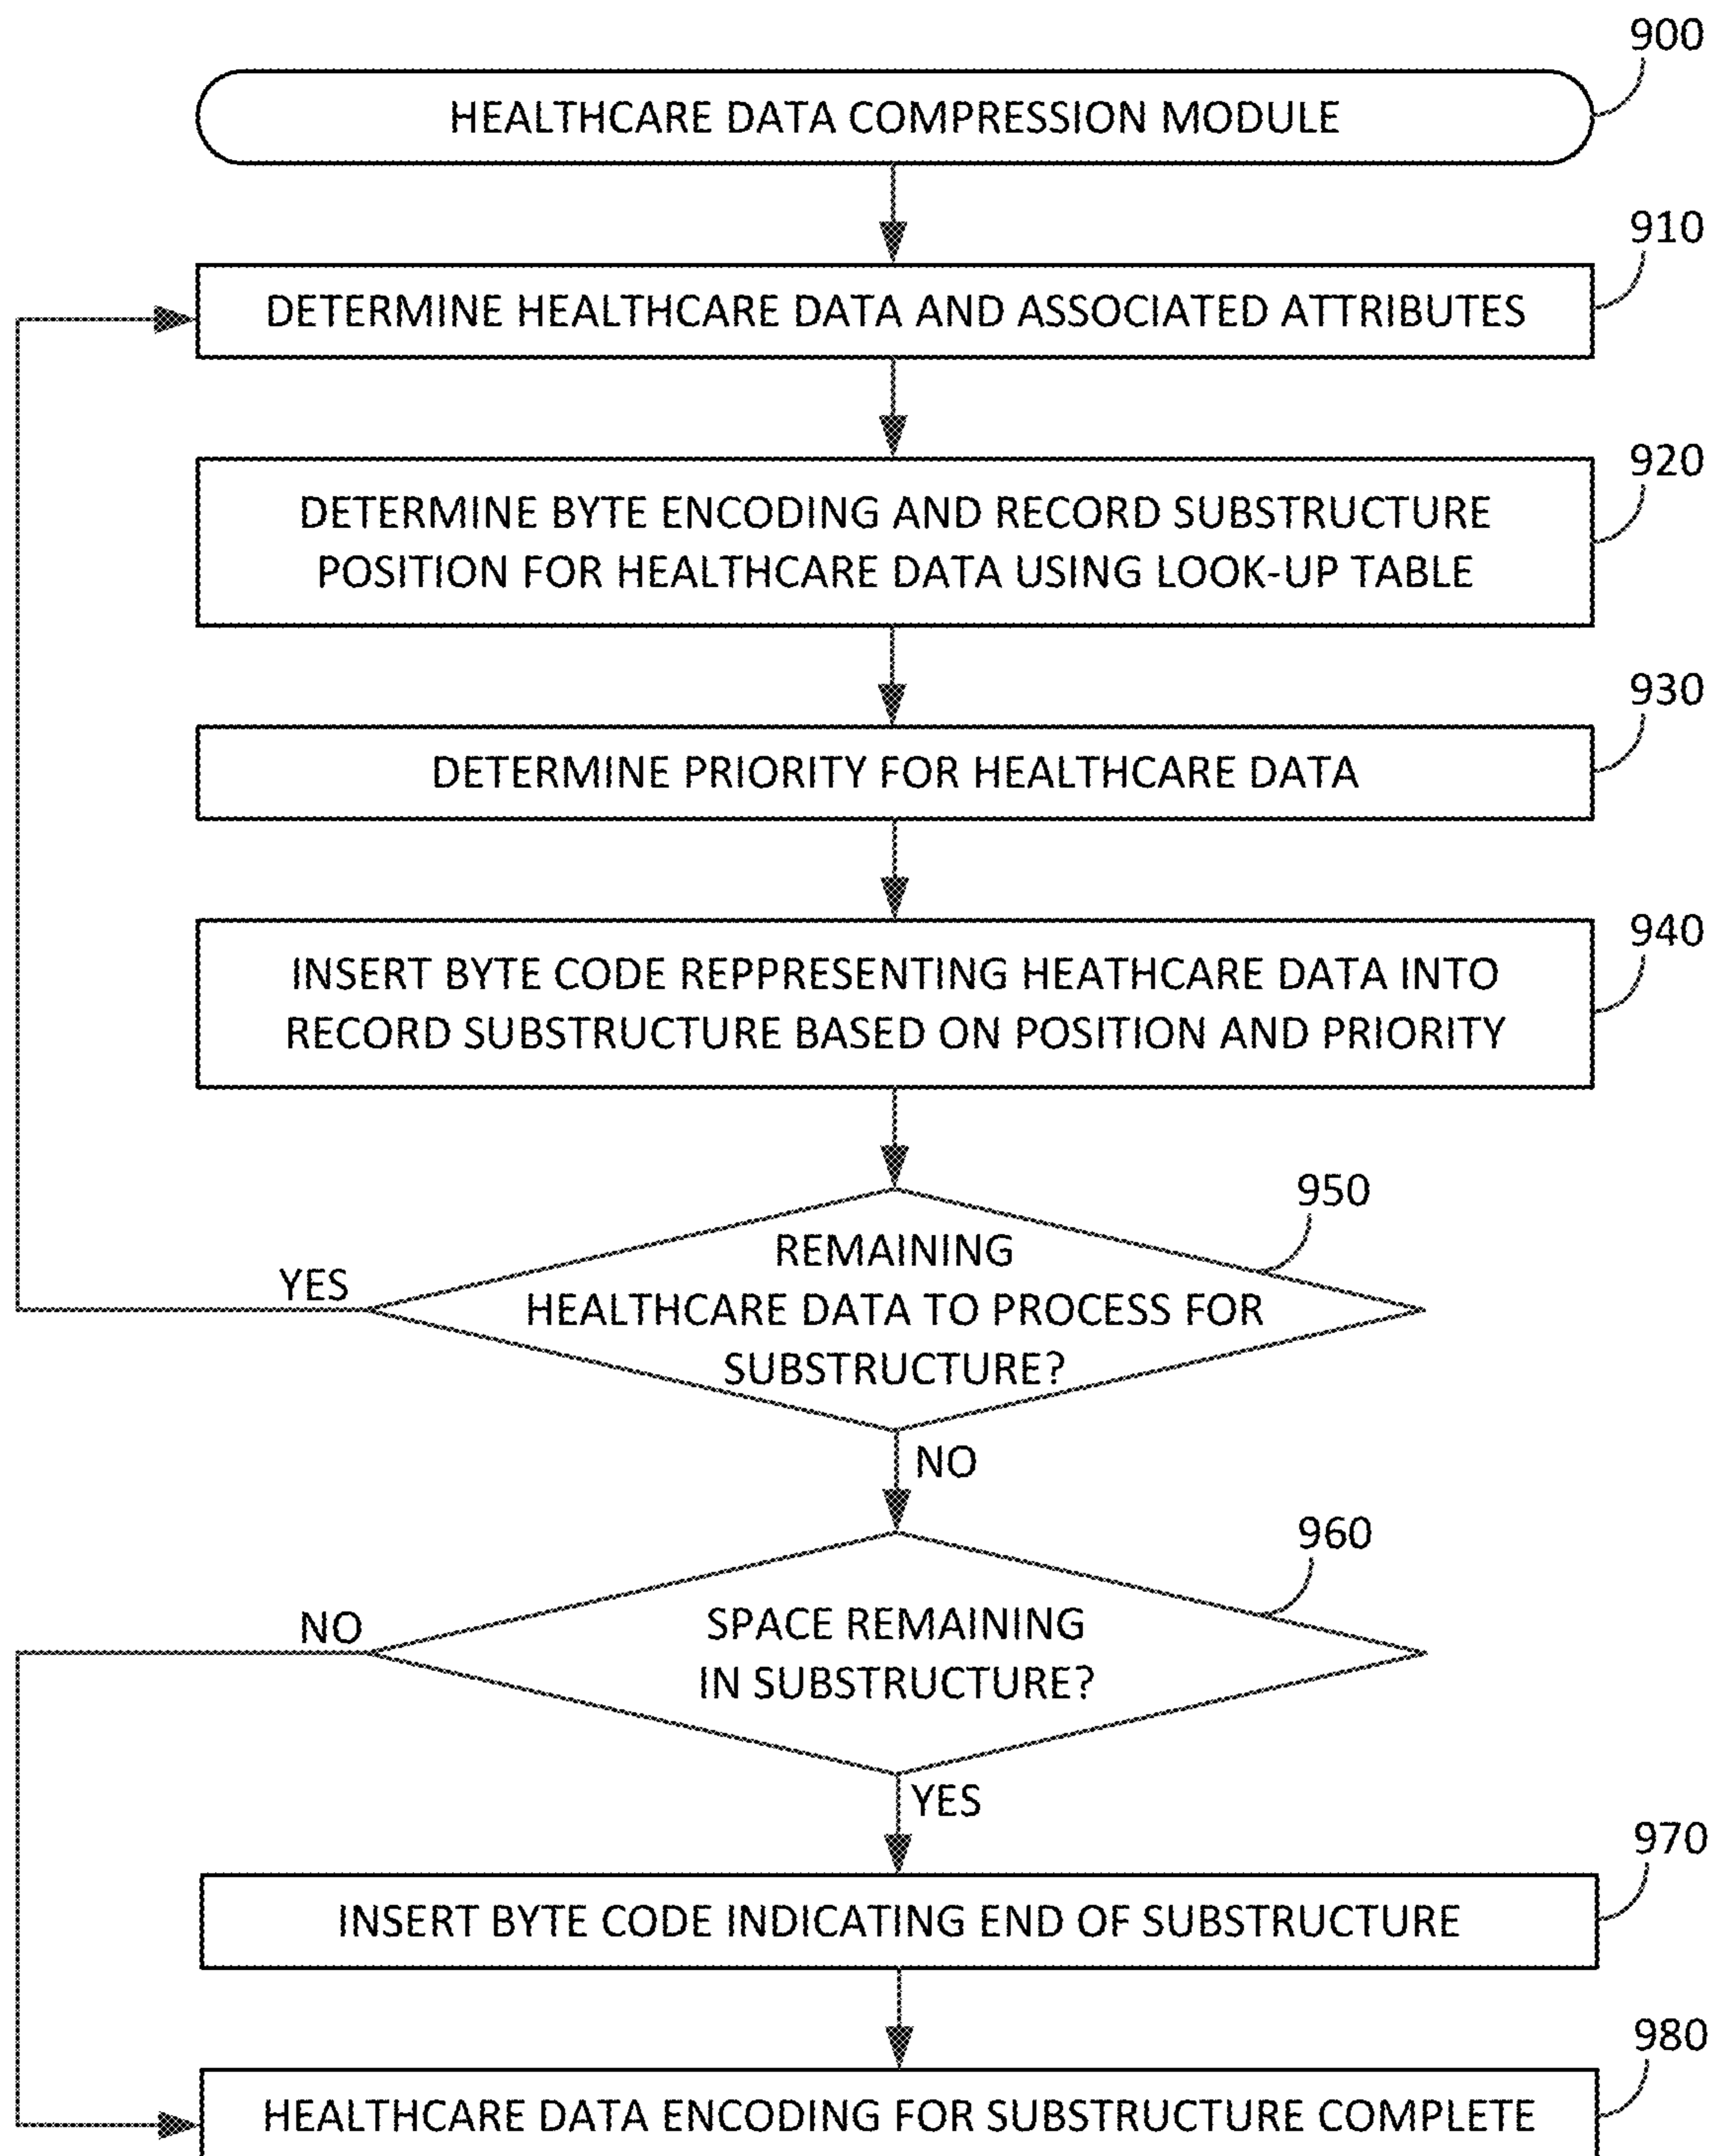 900
HEALTHCARE DATA COMPRESSION MODULE
910
DETERMINE HEALTHCARE DATA AND ASSOCIATED ATTRIBUTES
920
DETERMINE BYTE ENCODING AND RECORD SUBSTRUCTURE
POSITION FOR HEALTHCARE DATA USING LOOK-UP TABLE
930
DETERMINE PRIORITY FOR HEALTHCARE DATA
940
INSERT BYTE CODE REPPRESENTING HEATHCARE DATA INTO
RECORD SUBSTRUCTURE BASED ON POSITION AND PRIORITY
950
REMAINING
YES
HEALTHCARE DATA TO PROCESS FOR
SUBSTRUCTURE?
NO
960
NO
SPACE REMAINING
IN SUBSTRUCTURE?
YES
970
INSERT BYTE CODE INDICATING END OF SUBSTRUCTURE
980
HEALTHCARE DATA ENCODING FOR SUBSTRUCTURE COMPLETE